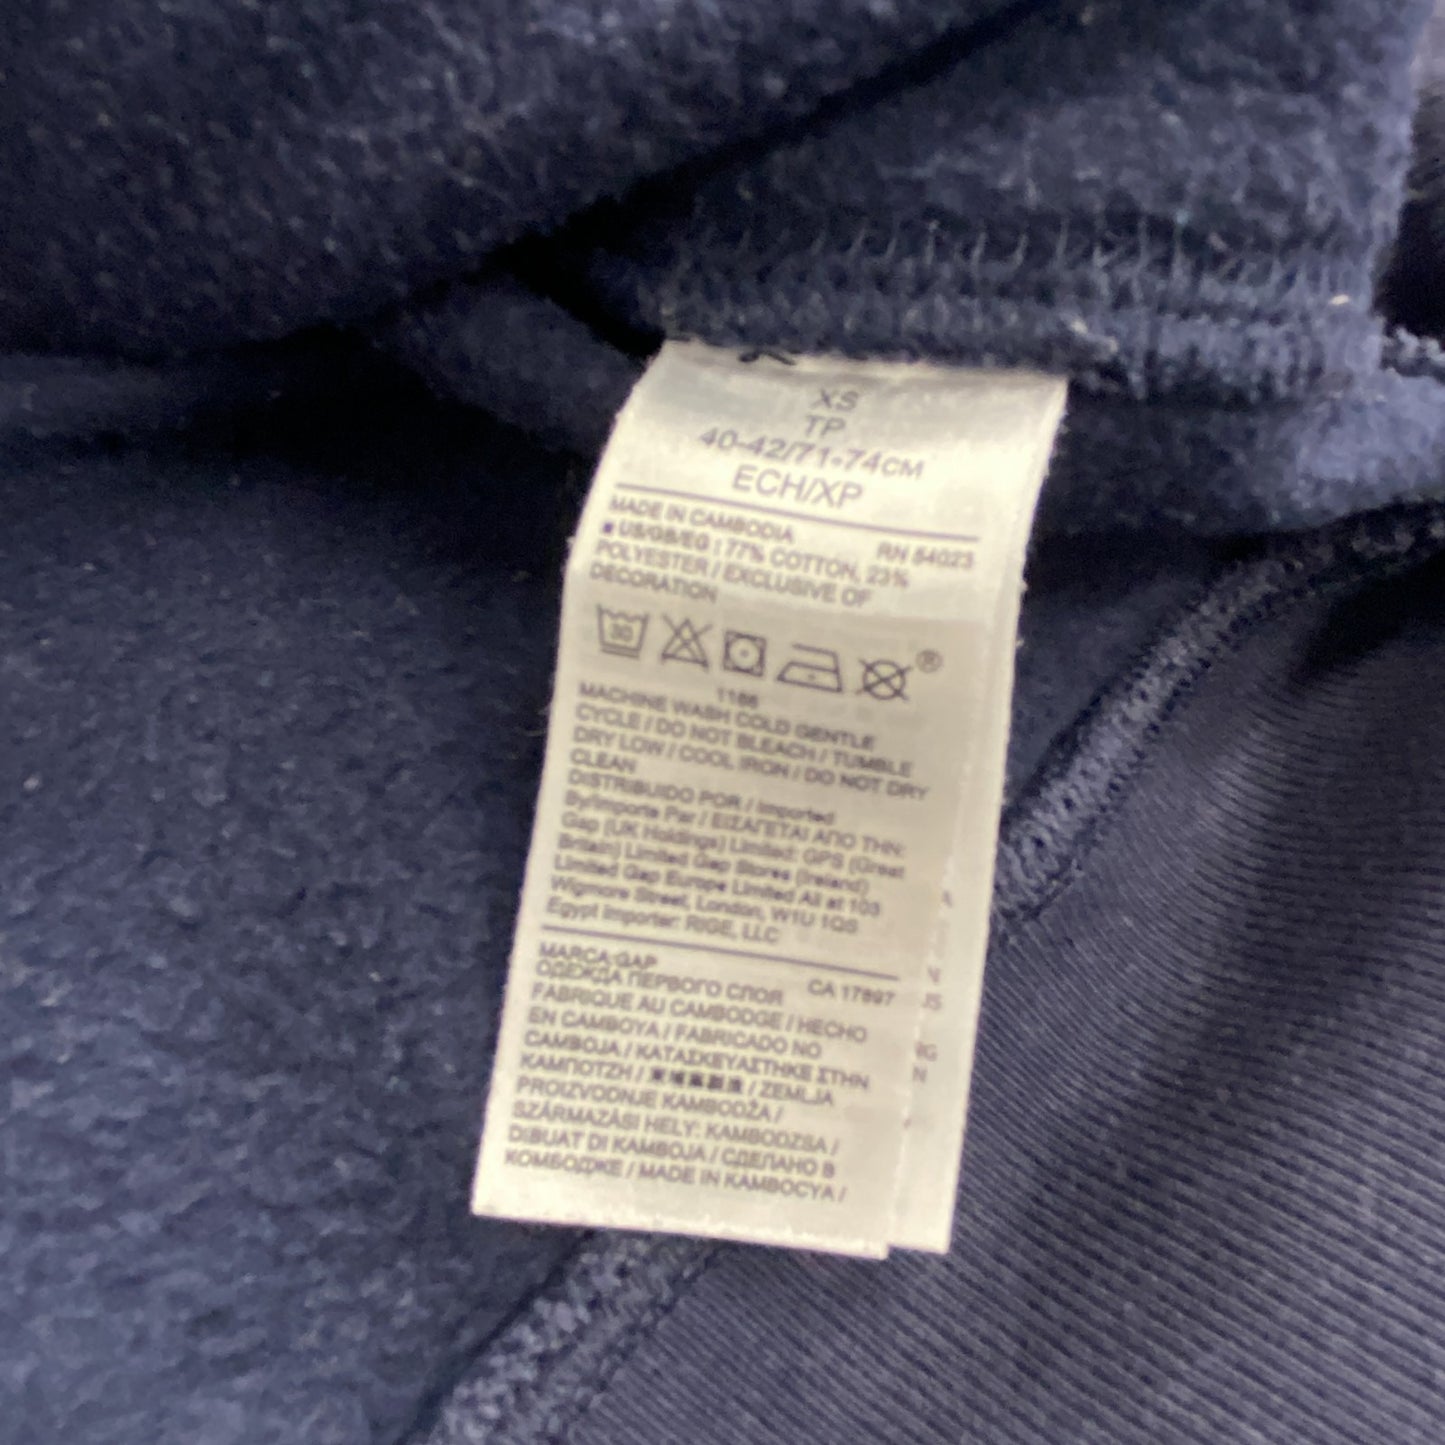 XS
TP
40-42/71-74CM
ECH/XP
MADE IN CAMBODIA
RN 54023
US/GB/EG : 77% COTTON, 23%
POLYESTER / EXCLUSIVE OF
DECORATION
30
®
1186
MACHINE WASH COLD GENTLE
CYCLE / DO NOT BLEACH / TUMBLE
DRY LOW / COOL IRON / DO NOT DRY
CLEAN
DISTRIBUIDO POR / Imported
By/Importe Par / ΕΙΣΑΓΕΤΑΙ ΑΠΟ ΤΗΝ:
Gap (UK Holdings) Limited: GPS (Great
Britain) Limited Gap Stores (Ireland)
Limited Gap Europe Limited All at 103
Wigmore Street, London, W1U 1QS
Egypt importer: RIGE, LLC
MARCA:GAP
ОДЕЖДА ПЕРВОГО СЛОЯ
CA 17897
FABRIQUE AU CAMBODGE / HECHO
EN CAMBOYA / FABRICADO NO
CAMBOJA / ΚΑΤΑΣΚΕΥΑΣΤΗΚΕ ΣΤΗΝ
ΚΑΜΠΟΤΖΗ / / ZEMLJA
PROIZVODNJE KAMBODŽA /
SZÁRMAZÁSI HELY: KAMBODZSA /
DIBUAT DI KAMBOJA / СДЕЛАНО В
КОМБОДЖЕ / MADE IN KAMBOCYA /